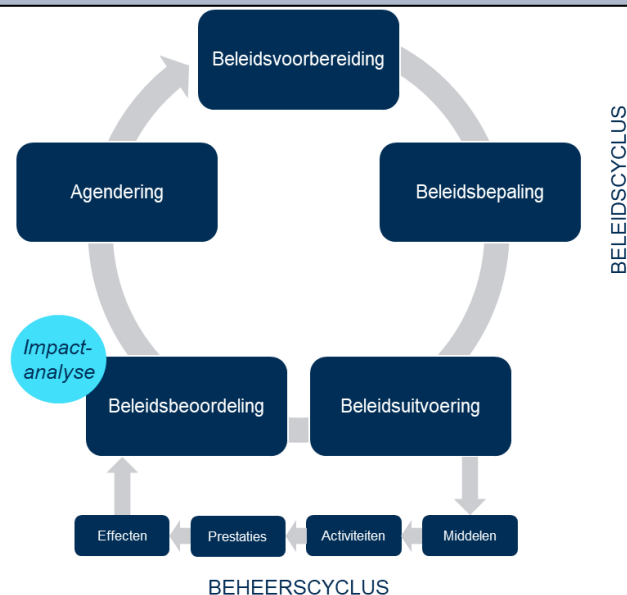 Beleidsvoorbereiding
Agendering
Beleidsbepaling
BELEIDSCYCLUS
Impact-
analyse
Beleidsbeoordeling
Beleidsuitvoering
Effecten
Prestaties
Activiteiten
Middelen
BEHEERSCYCLUS